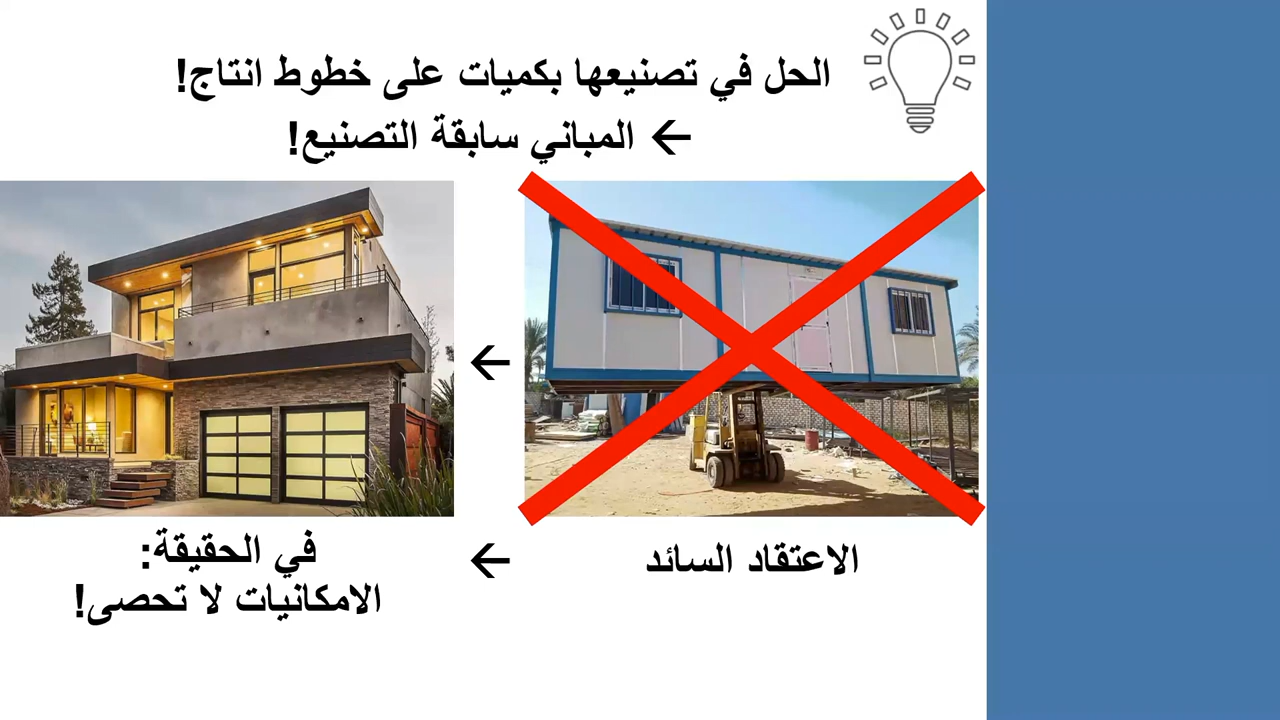 الحل في تصنيعها بكميات على خطوط انتاج!
← المباني سابقة التصنيع!
الاعتقاد السائد
←
في الحقيقة:
الامكانيات لا تحصى!